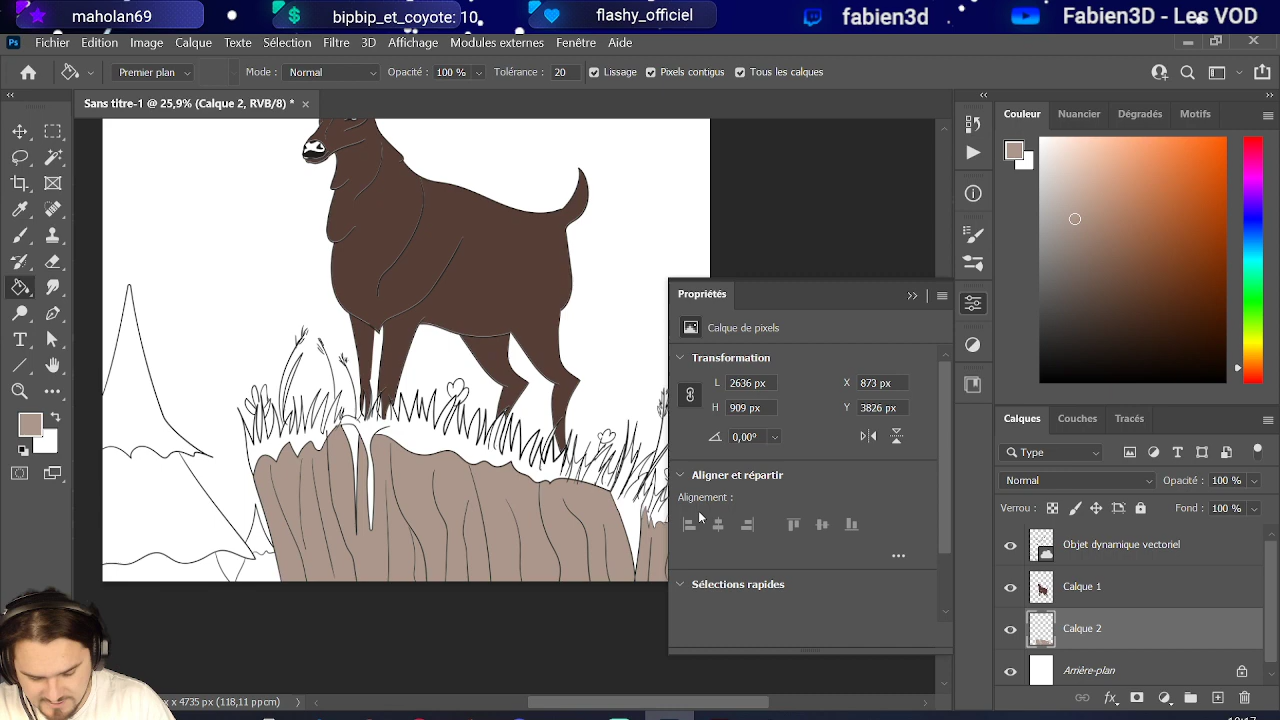 maholan69
bipbip_et_coyote: 10
flashy_officiel
fabien3d
Fabien3D - Les VOD
Ps
Fichier Edition Image Calque Texte Sélection Filtre 3D Affichage Modules externes Fenêtre Aide
Premier plan Mode : Normal Opacité : 100 % Tolérance : 20 Lissage Pixels contigus Tous les calques
Sans titre-1 @ 25,9% (Calque 2, RVB/8) *
Couleur Nuancier Dégradés Motifs
Propriétés
Calque de pixels
Transformation
L 2636 px X 873 px
H 909 px Y 3826 px
0,00°
Aligner et répartir
Alignement :
Sélections rapides
Calques Couches Tracés
Type
Normal Opacité : 100 %
Verrou : Fond : 100 %
Objet dynamique vectoriel
Calque 1
Calque 2
Arrière-plan
x 4735 px (118,11 ppcm)